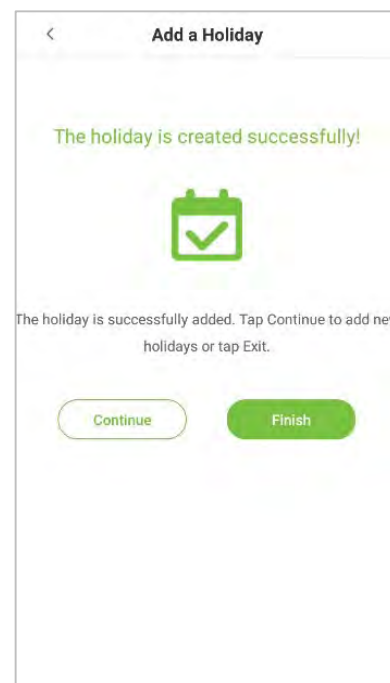 Add a Holiday
The holiday is created successfully!
The holiday is successfully added. Tap Continue to add ne
holidays or tap Exit.
Continue
Finish